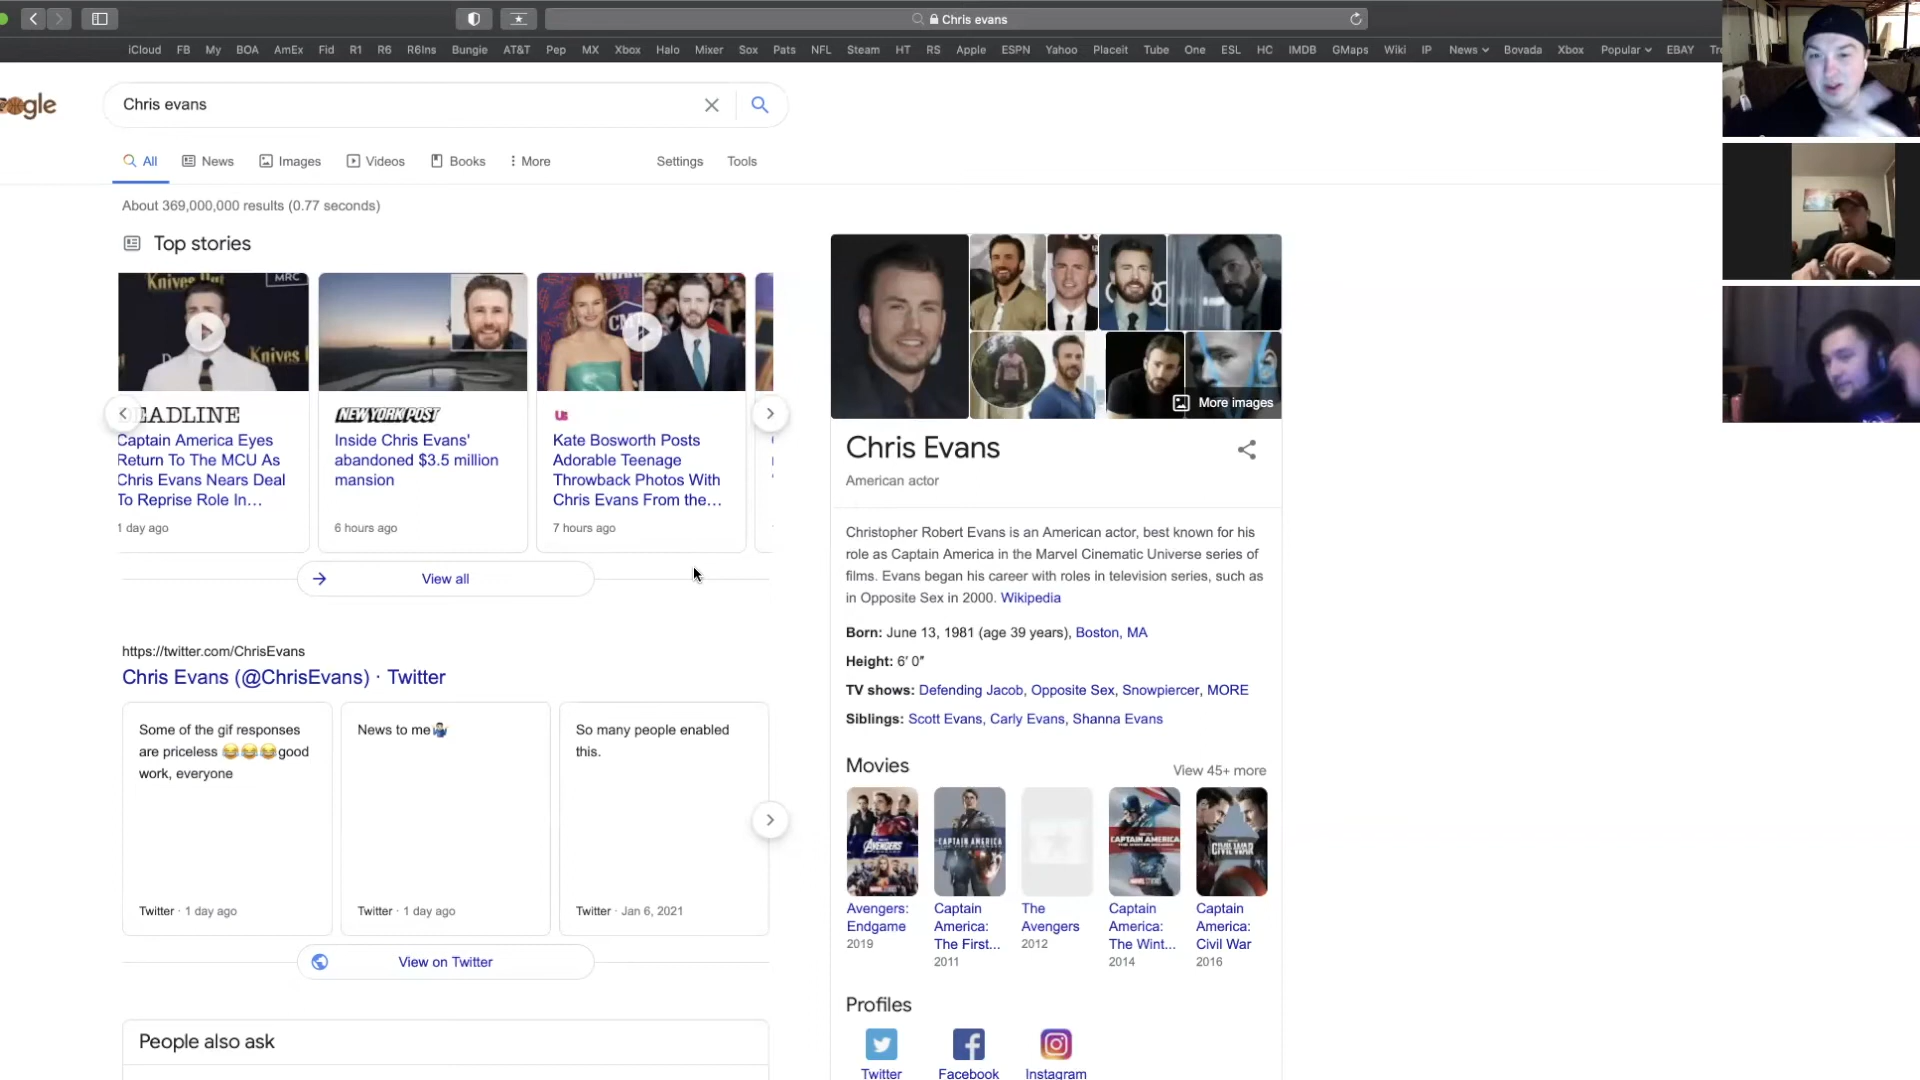 Chris evans
iCloud FB My BOA AmEx Fid R1 R6 R6Ins Bungie AT&T Pep MX Xbox Halo Mixer Sox Pats NFL Steam HT RS Apple ESPN Yahoo Placeit Tube One ESL HC IMDB GMaps Wiki IP News Bovada Xbox Popular EBAY
Chris evans
All News Images Videos Books More Settings Tools
About 369,000,000 results (0.77 seconds)
Top stories
Knives Out
MRC
Knives
DEADLINE
Captain America Eyes
Return To The MCU As
Chris Evans Nears Deal
To Reprise Role In…
1 day ago
NEW YORK POST
Inside Chris Evans'
abandoned $3.5 million
mansion
6 hours ago
US
Kate Bosworth Posts
Adorable Teenage
Throwback Photos With
Chris Evans From the…
7 hours ago
View all
https://twitter.com/ChrisEvans
Chris Evans (@ChrisEvans) · Twitter
Some of the gif responses
are priceless 😂😂😂good
work, everyone
Twitter · 1 day ago
News to me🤷‍♂️
Twitter · 1 day ago
So many people enabled
this.
Twitter · Jan 6, 2021
View on Twitter
People also ask
More images
Chris Evans
American actor
Christopher Robert Evans is an American actor, best known for his
role as Captain America in the Marvel Cinematic Universe series of
films. Evans began his career with roles in television series, such as
in Opposite Sex in 2000. Wikipedia
Born: June 13, 1981 (age 39 years), Boston, MA
Height: 6′ 0″
TV shows: Defending Jacob, Opposite Sex, Snowpiercer, MORE
Siblings: Scott Evans, Carly Evans, Shanna Evans
Movies
View 45+ more
AVENGERS
CAPTAIN AMERICA
CAPTAIN AMERICA
CIVIL WAR
Avengers:
Endgame
2019
Captain
America:
The First...
2011
The
Avengers
2012
Captain
America:
The Wint...
2014
Captain
America:
Civil War
2016
Profiles
Twitter
Facebook
Instagram